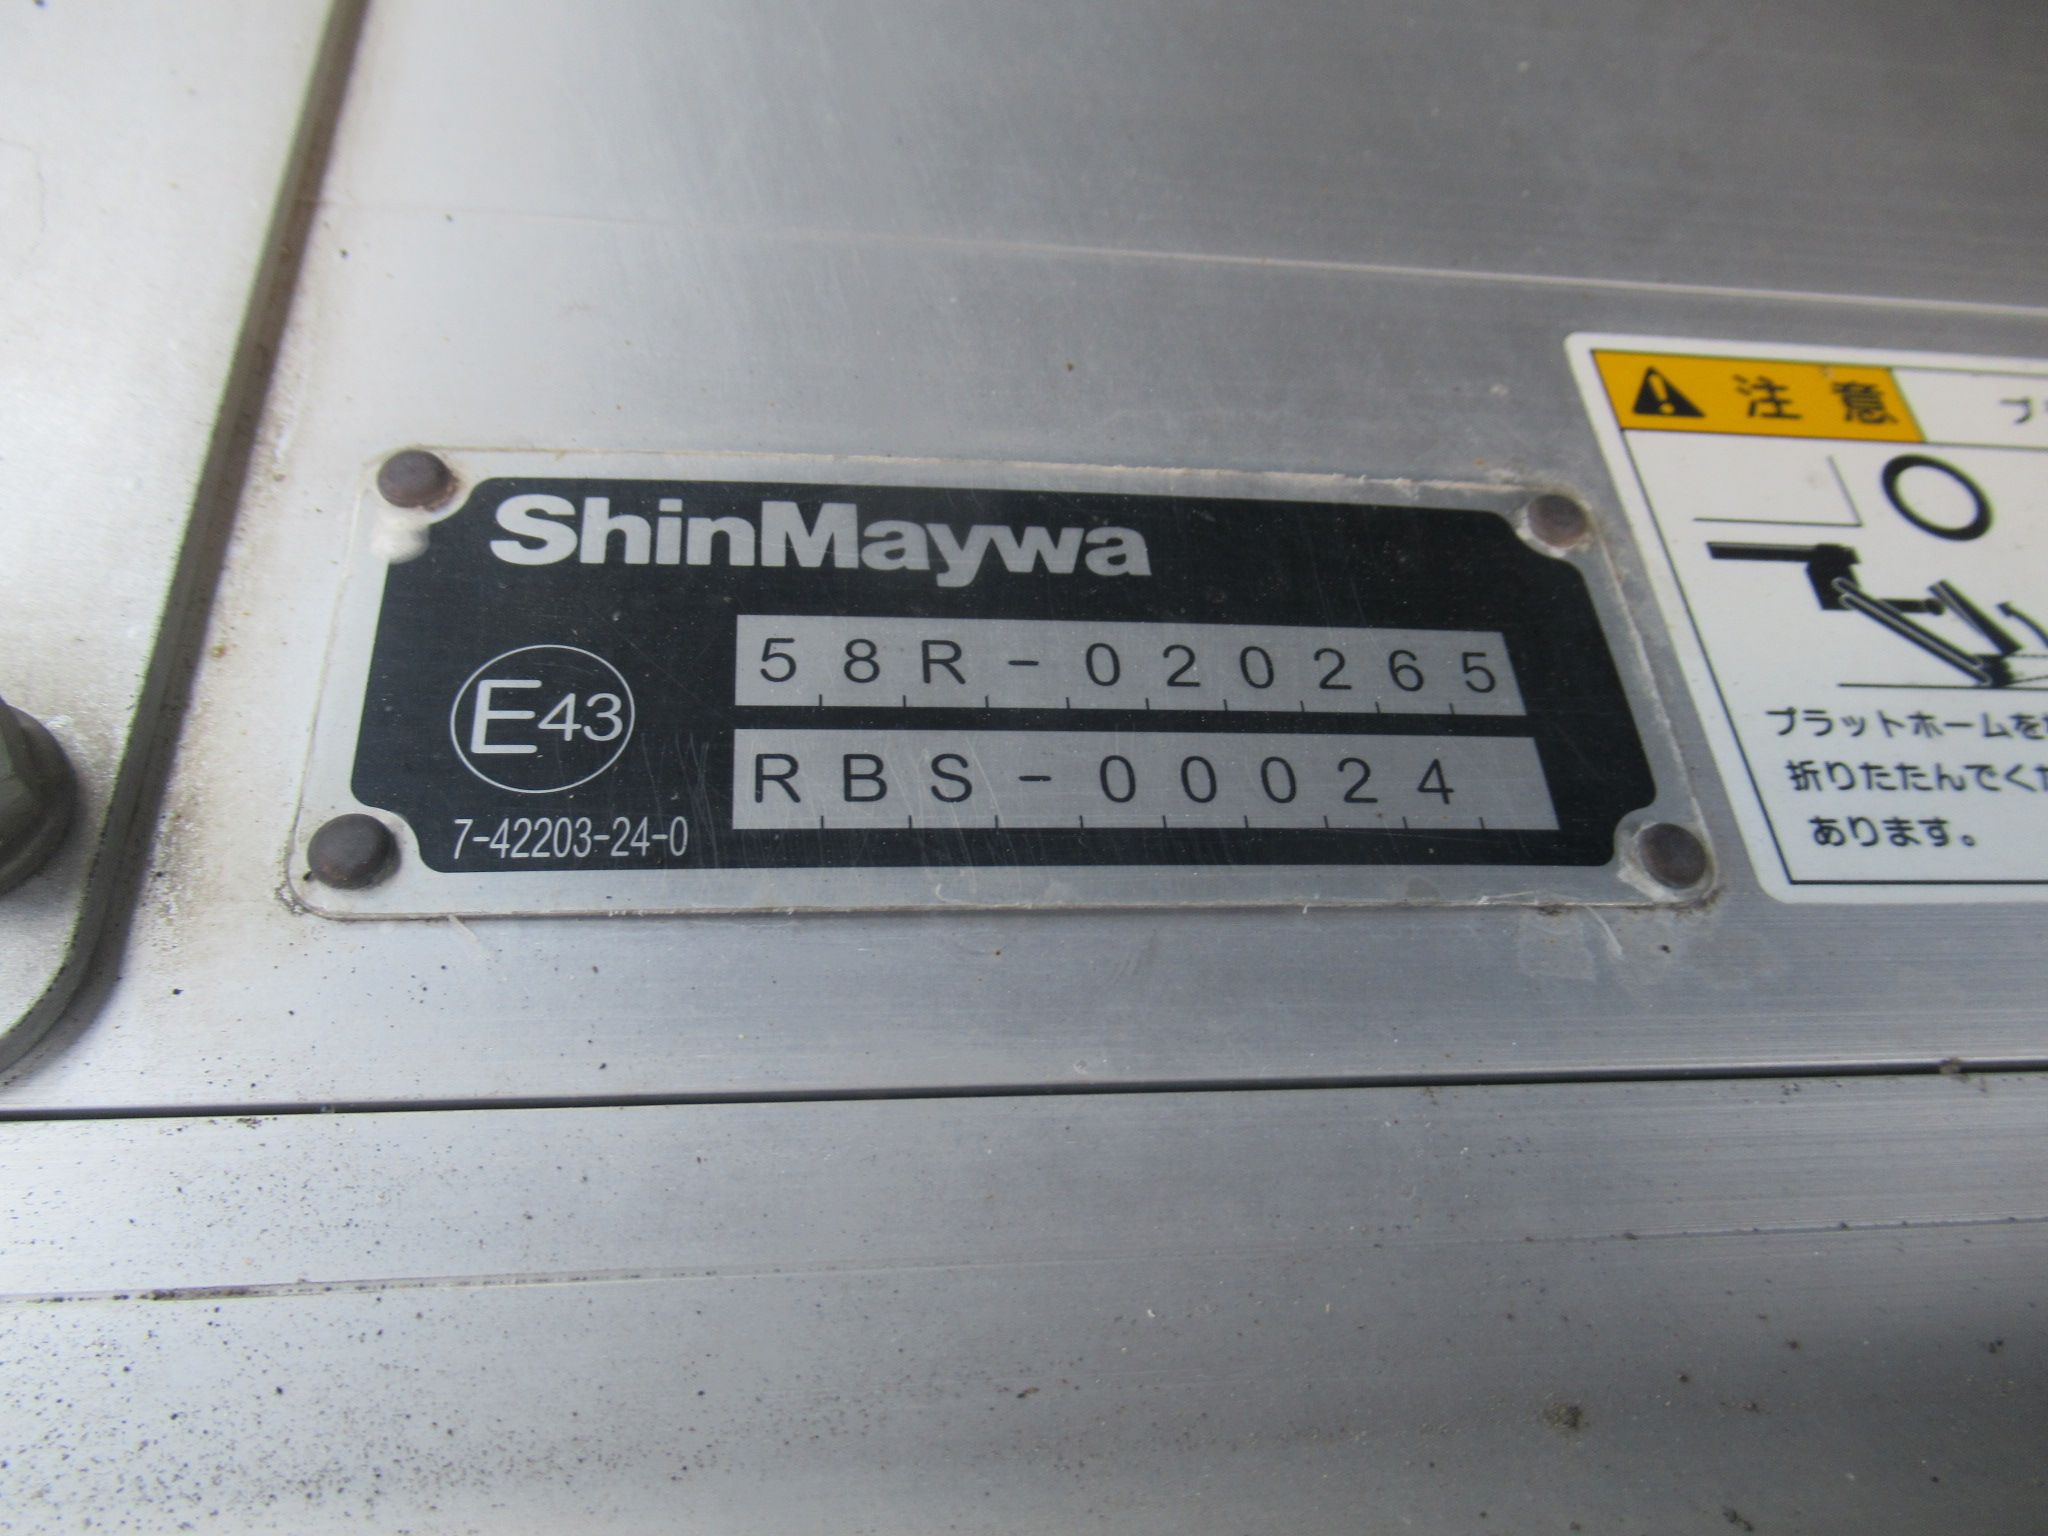 ShinMaywa
58R-020265
E43
RBS-00024
7-42203-24-0
注意
プラットホームを
折りたたんでくだ
あります。